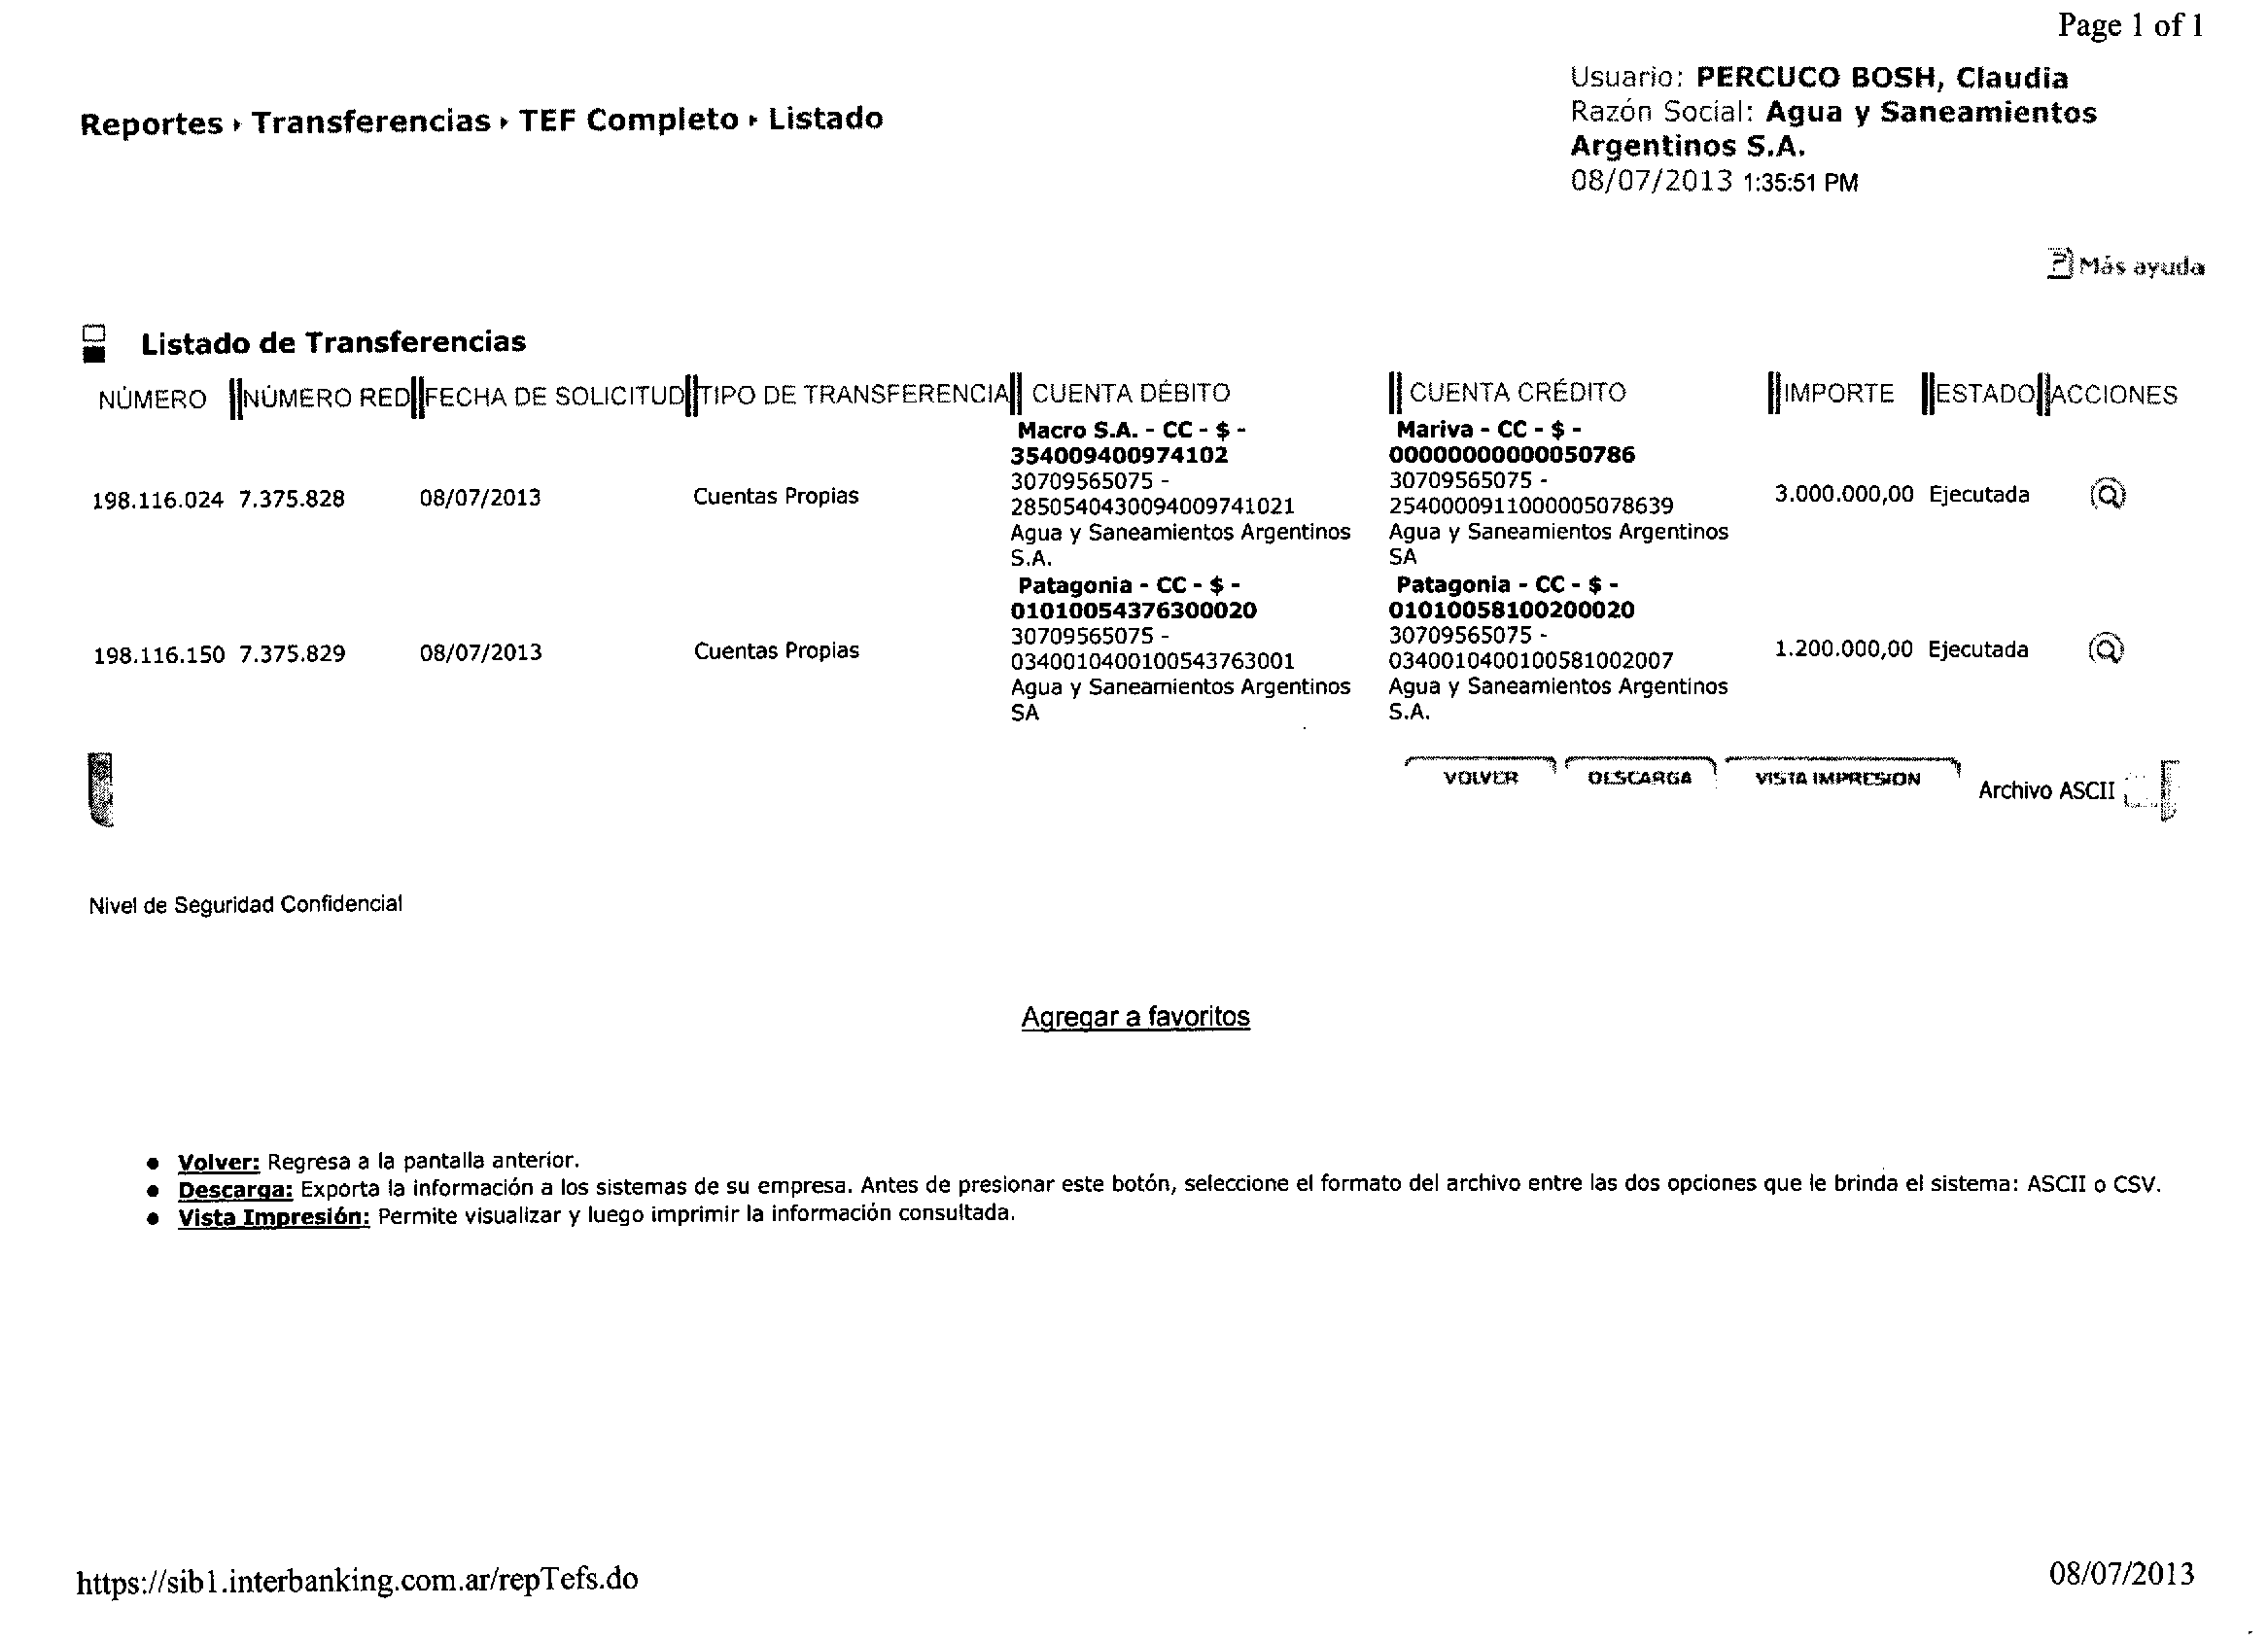 Page 1 of 1
Usuario: PERCUCO BOSH, Claudia
Razón Social: Agua y Saneamientos
Argentinos S.A.
08/07/2013 1:35:51 PM
Reportes › Transferencias › TEF Completo › Listado
Más ayuda
Listado de Transferencias
NÚMERO NÚMERO RED FECHA DE SOLICITUD TIPO DE TRANSFERENCIA CUENTA DÉBITO CUENTA CRÉDITO IMPORTE ESTADO ACCIONES
Macro S.A. - CC - $ - Mariva - CC - $ -
354009400974102 00000000000050786
30709565075 - 30709565075 -
198.116.024 7.375.828 08/07/2013 Cuentas Propias 2850540430094009741021 2540000911000005078639 3.000.000,00 Ejecutada
Agua y Saneamientos Argentinos Agua y Saneamientos Argentinos
S.A. SA
Patagonia - CC - $ - Patagonia - CC - $ -
01010054376300020 01010058100200020
30709565075 - 30709565075 -
198.116.150 7.375.829 08/07/2013 Cuentas Propias 0340010400100543763001 0340010400100581002007 1.200.000,00 Ejecutada
Agua y Saneamientos Argentinos Agua y Saneamientos Argentinos
SA S.A.
VOLVER DESCARGA VISTA IMPRESION Archivo ASCII
Nivel de Seguridad Confidencial
Agregar a favoritos
● Volver: Regresa a la pantalla anterior.
● Descarga: Exporta la información a los sistemas de su empresa. Antes de presionar este botón, seleccione el formato del archivo entre las dos opciones que le brinda el sistema: ASCII o CSV.
● Vista Impresión: Permite visualizar y luego imprimir la información consultada.
https://sib1.interbanking.com.ar/repTefs.do 08/07/2013